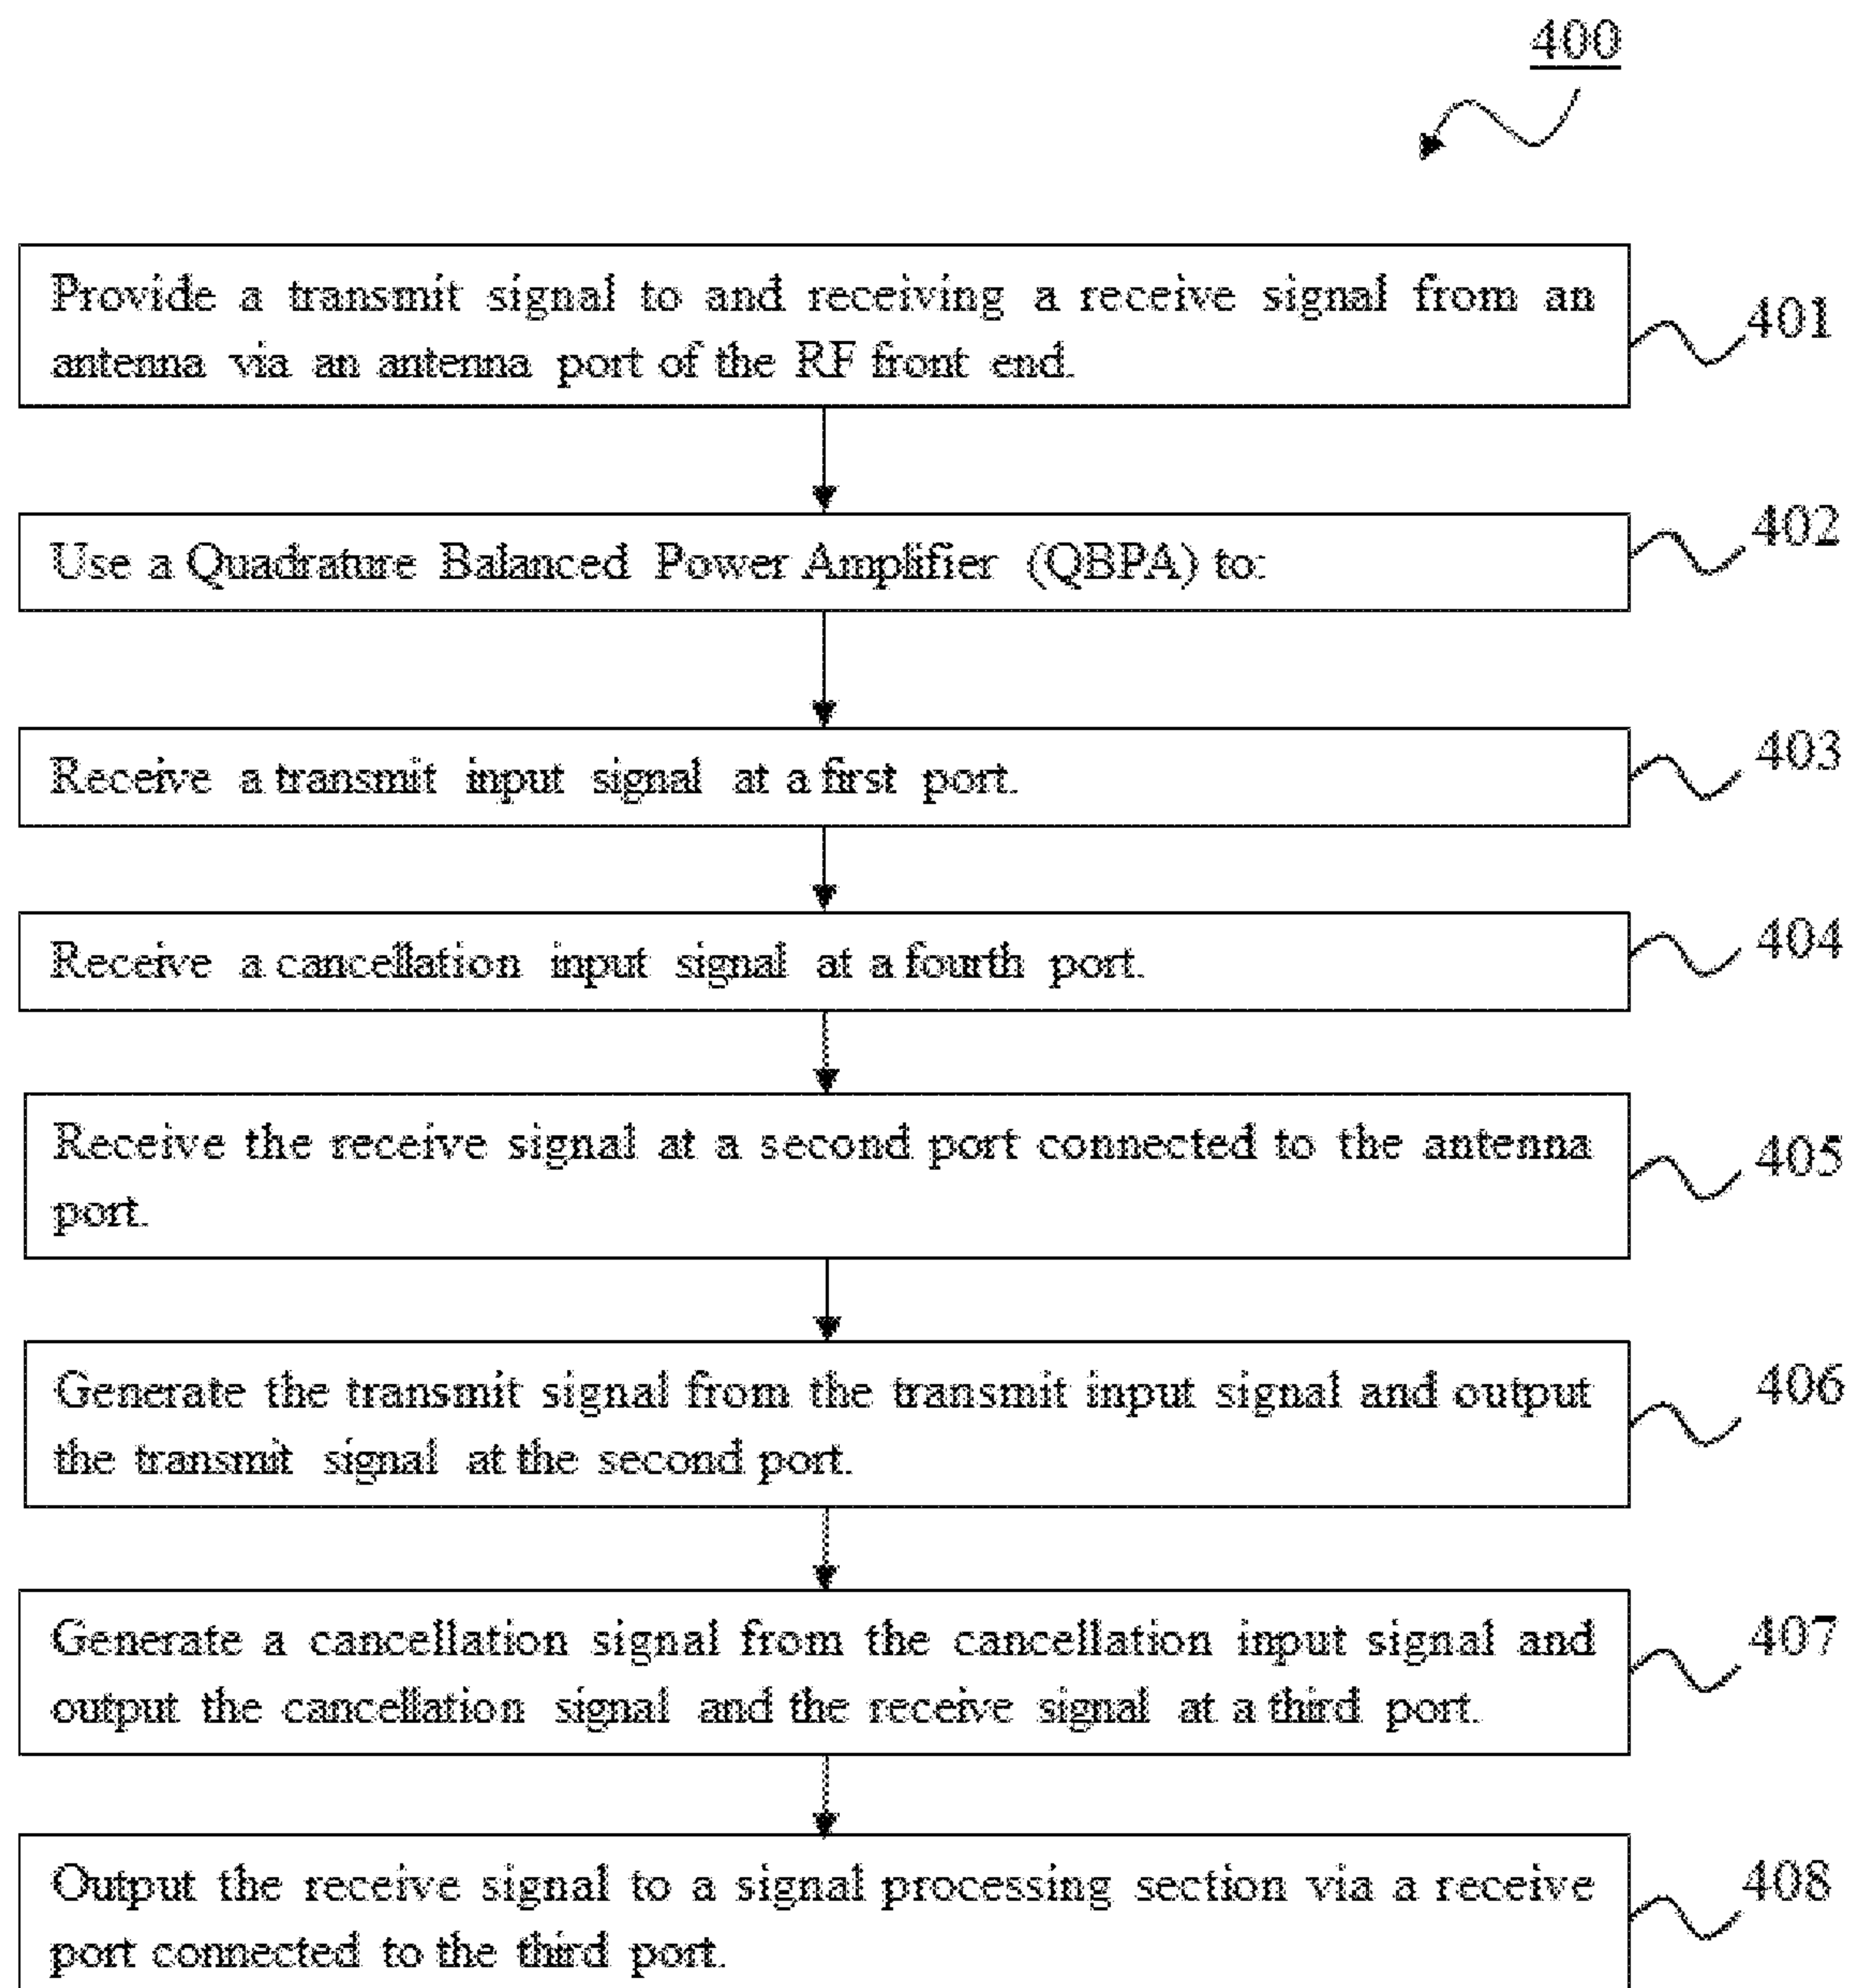 400
Provide a transmit signal to and receiving a receive signal from an
antenna via an antenna port of the RF front end.
401
Use a Quadrature Balanced Power Amplifier (QBPA) to:
402
Receive a transmit input signal at a first port.
403
Receive a cancellation input signal at a fourth port.
404
Receive the receive signal at a second port connected to the antenna
port.
405
Generate the transmit signal from the transmit input signal and output
the transmit signal at the second port.
406
Generate a cancellation signal from the cancellation input signal and
output the cancellation signal and the receive signal at a third port.
407
Output the receive signal to a signal processing section via a receive
port connected to the third port.
408